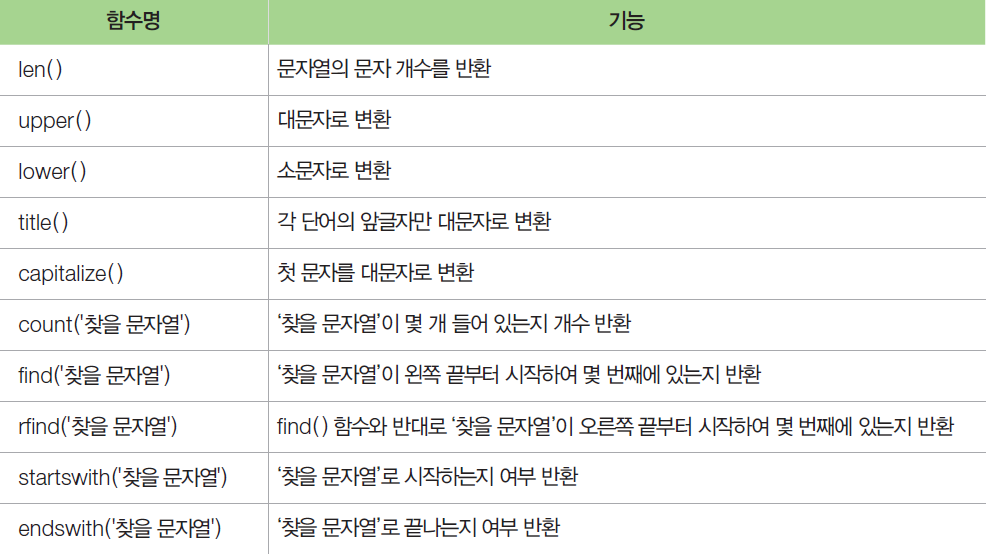 함수명 기능
len() 문자열의 문자 개수를 반환
upper() 대문자로 변환
lower() 소문자로 변환
title() 각 단어의 앞글자만 대문자로 변환
capitalize() 첫 문자를 대문자로 변환
count('찾을 문자열') ‘찾을 문자열’이 몇 개 들어 있는지 개수 반환
find('찾을 문자열') ‘찾을 문자열’이 왼쪽 끝부터 시작하여 몇 번째에 있는지 반환
rfind('찾을 문자열') find() 함수와 반대로 ‘찾을 문자열’이 오른쪽 끝부터 시작하여 몇 번째에 있는지 반환
startswith('찾을 문자열') ‘찾을 문자열’로 시작하는지 여부 반환
endswith('찾을 문자열') ‘찾을 문자열’로 끝나는지 여부 반환